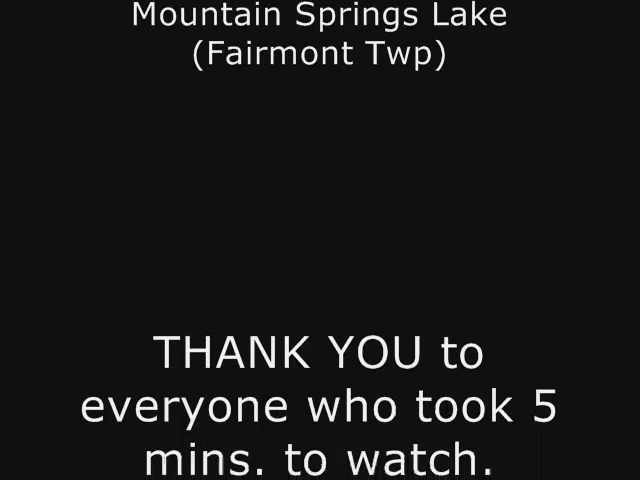 Mountain Springs Lake
(Fairmont Twp)
THANK YOU to
everyone who took 5
mins. to watch.